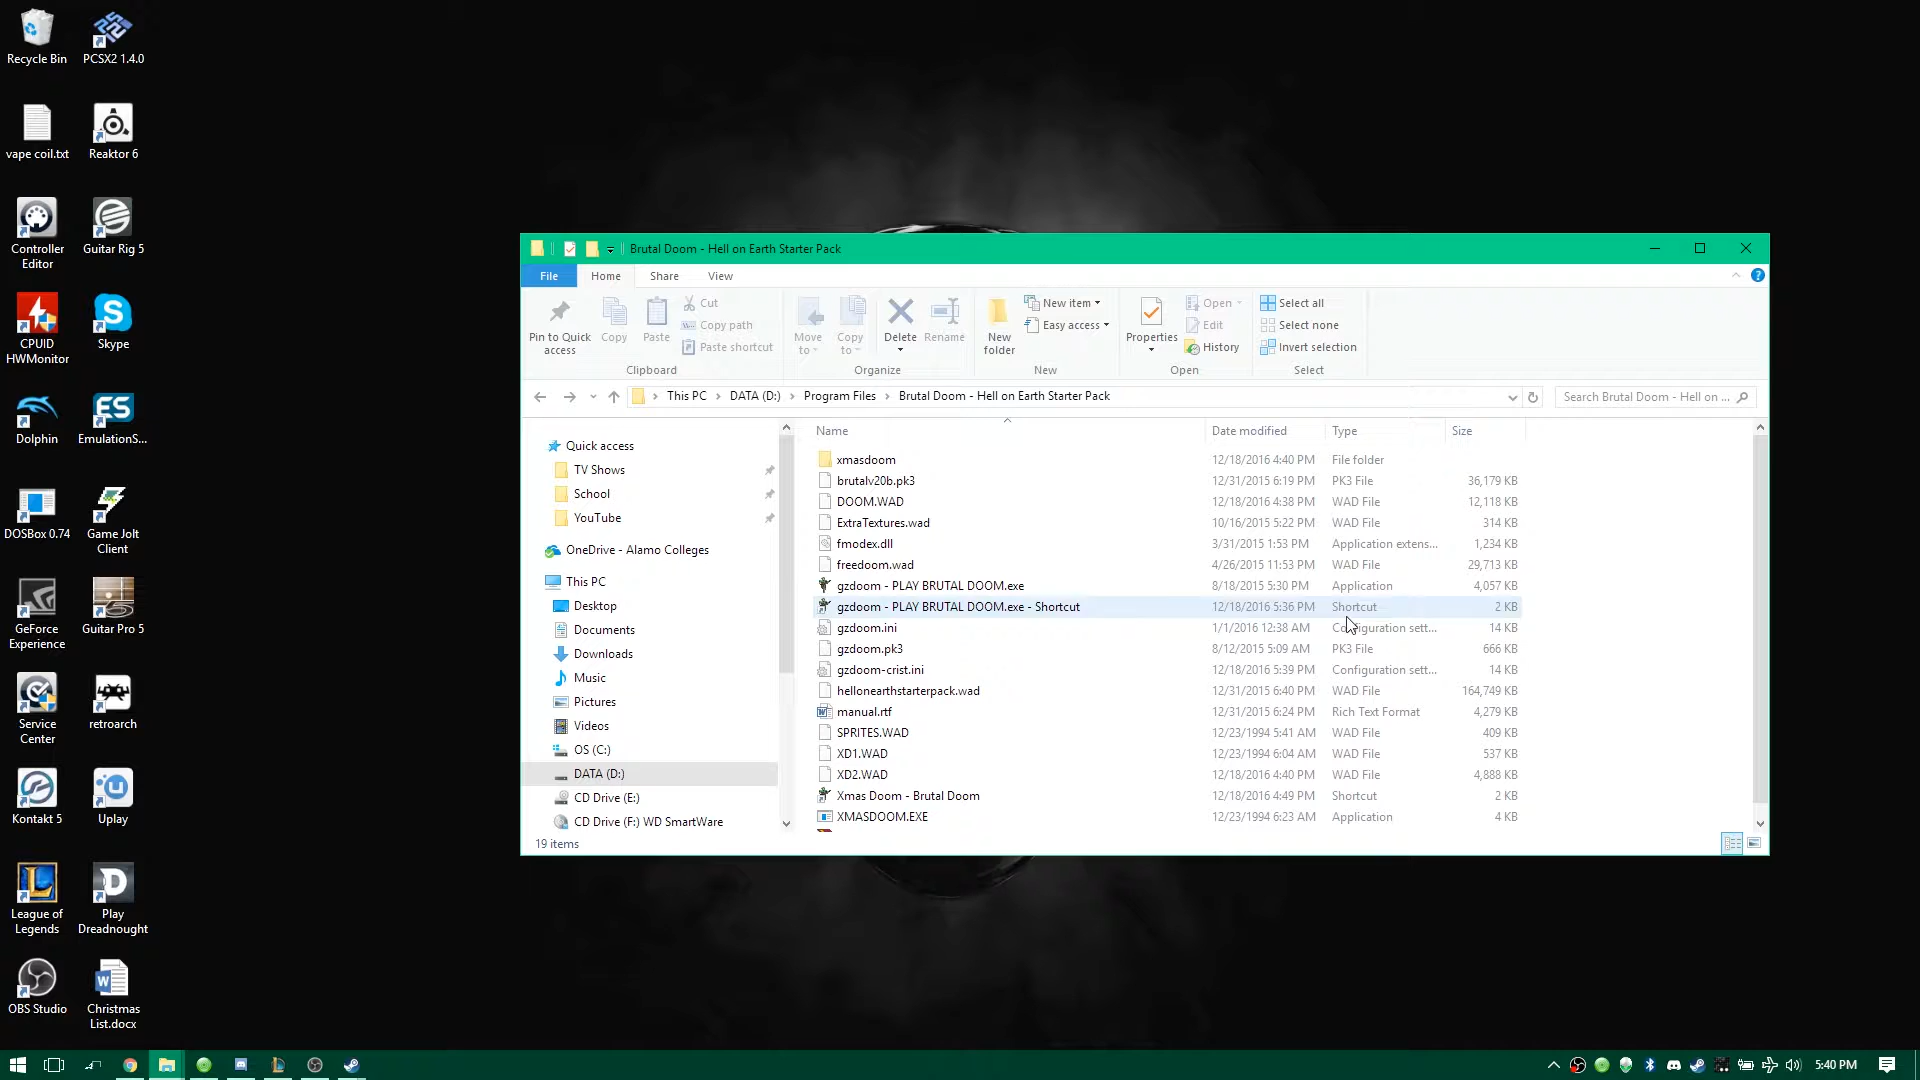 Recycle Bin
PCSX2 1.4.0
vape coil.txt
Reaktor 6
Controller
Editor
Guitar Rig 5
CPUID
HWMonitor
Skype
Dolphin
EmulationS...
DOSBox 0.74
Game Jolt
Client
GeForce
Experience
Guitar Pro 5
Service
Center
retroarch
Kontakt 5
Uplay
League of
Legends
Play
Dreadnought
OBS Studio
Christmas
List.docx
Brutal Doom - Hell on Earth Starter Pack
File Home Share View
Pin to Quick
access
Copy
Paste
Cut
Copy path
Paste shortcut
Clipboard
Move
to
Copy
to
Delete
Rename
Organize
New
folder
New item
Easy access
New
Properties
Open
Edit
History
Open
Select all
Select none
Invert selection
Select
This PC > DATA (D:) > Program Files > Brutal Doom - Hell on Earth Starter Pack
Search Brutal Doom - Hell on ...
Quick access
TV Shows
School
YouTube
OneDrive - Alamo Colleges
This PC
Desktop
Documents
Downloads
Music
Pictures
Videos
OS (C:)
DATA (D:)
CD Drive (E:)
CD Drive (F:) WD SmartWare
Name Date modified Type Size
xmasdoom 12/18/2016 4:40 PM File folder
brutalv20b.pk3 12/31/2015 6:19 PM PK3 File 36,179 KB
DOOM.WAD 12/18/2016 4:38 PM WAD File 12,118 KB
ExtraTextures.wad 10/16/2015 5:22 PM WAD File 314 KB
fmodex.dll 3/31/2015 1:53 PM Application extens... 1,234 KB
freedoom.wad 4/26/2015 11:53 PM WAD File 29,713 KB
gzdoom - PLAY BRUTAL DOOM.exe 8/18/2015 5:30 PM Application 4,057 KB
gzdoom - PLAY BRUTAL DOOM.exe - Shortcut 12/18/2016 5:36 PM Shortcut 2 KB
gzdoom.ini 1/1/2016 12:38 AM Configuration sett... 14 KB
gzdoom.pk3 8/12/2015 5:09 AM PK3 File 666 KB
gzdoom-crist.ini 12/18/2016 5:39 PM Configuration sett... 14 KB
hellonearthstarterpack.wad 12/31/2015 6:40 PM WAD File 164,749 KB
manual.rtf 12/31/2015 6:24 PM Rich Text Format 4,279 KB
SPRITES.WAD 12/23/1994 5:41 AM WAD File 409 KB
XD1.WAD 12/23/1994 6:04 AM WAD File 537 KB
XD2.WAD 12/18/2016 4:40 PM WAD File 4,888 KB
Xmas Doom - Brutal Doom 12/18/2016 4:49 PM Shortcut 2 KB
XMASDOOM.EXE 12/23/1994 6:23 AM Application 4 KB
19 items
5:40 PM